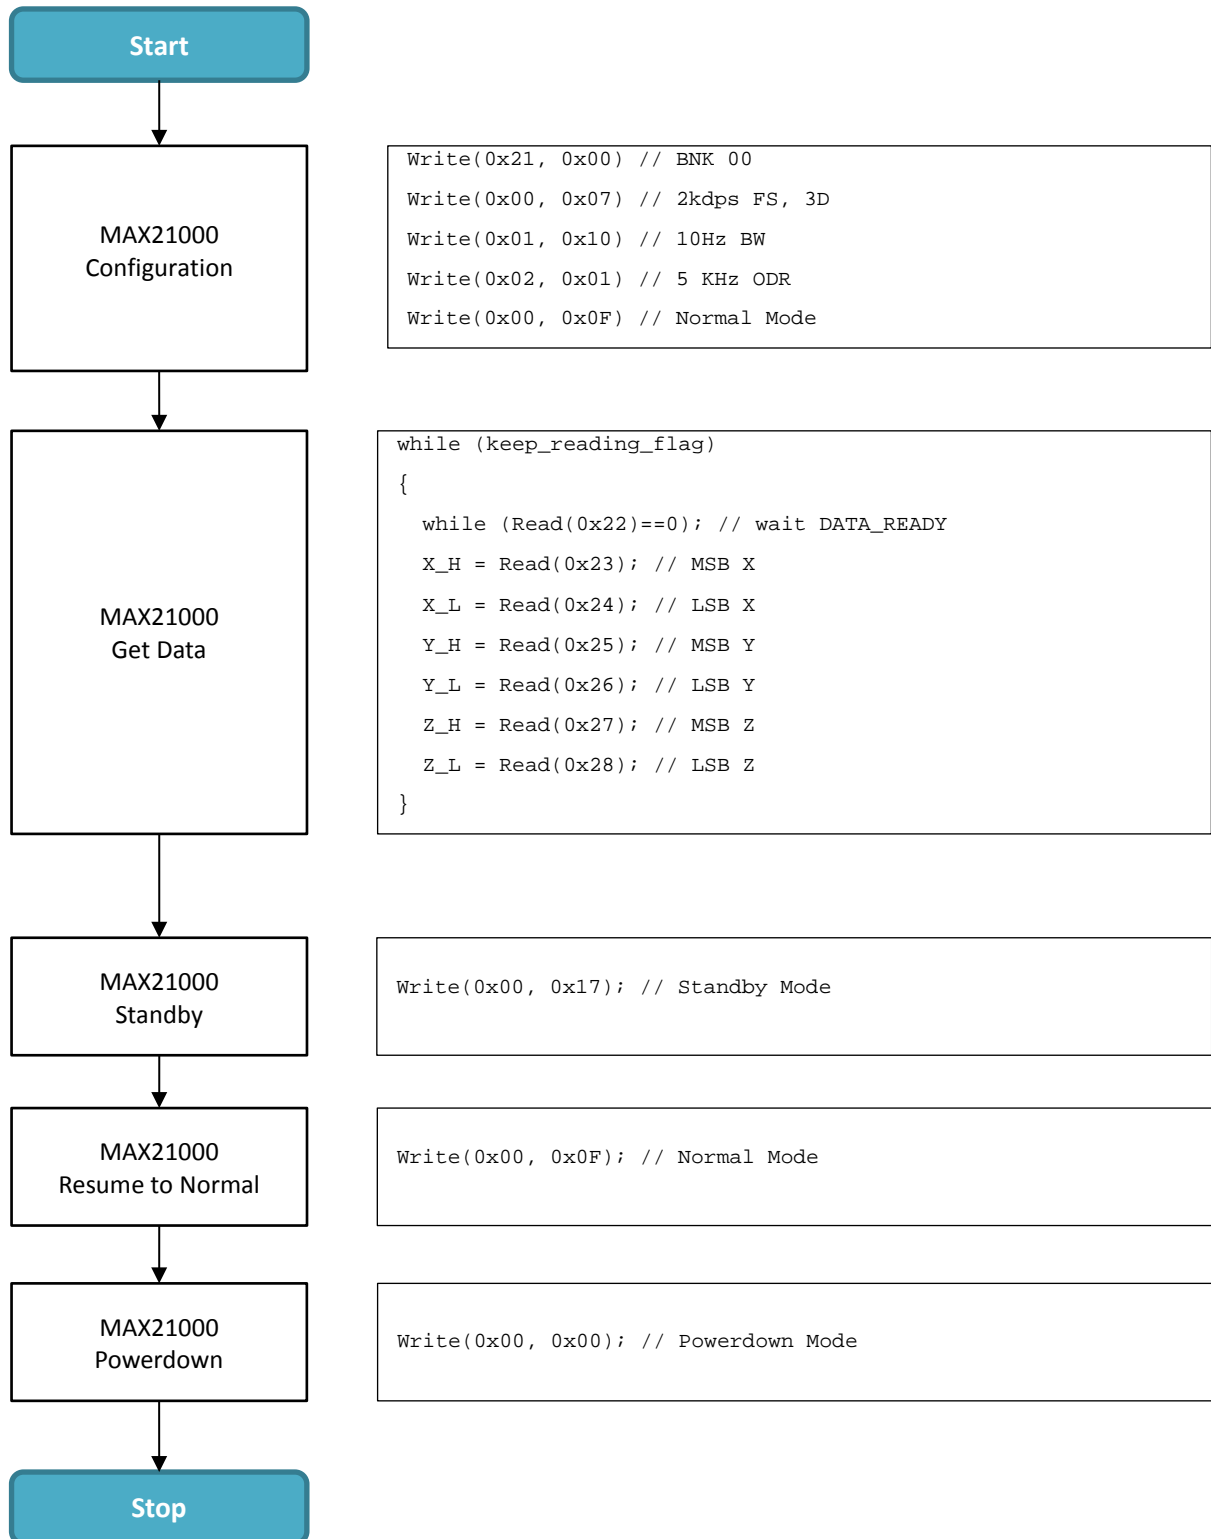 Start
MAX21000
Configuration
Write(0x21, 0x00) // BNK 00
Write(0x00, 0x07) // 2kdps FS, 3D
Write(0x01, 0x10) // 10Hz BW
Write(0x02, 0x01) // 5 KHz ODR
Write(0x00, 0x0F) // Normal Mode
MAX21000
Get Data
while (keep_reading_flag)
{
while (Read(0x22)==0); // wait DATA_READY
X_H = Read(0x23); // MSB X
X_L = Read(0x24); // LSB X
Y_H = Read(0x25); // MSB Y
Y_L = Read(0x26); // LSB Y
Z_H = Read(0x27); // MSB Z
Z_L = Read(0x28); // LSB Z
}
MAX21000
Standby
Write(0x00, 0x17); // Standby Mode
MAX21000
Resume to Normal
Write(0x00, 0x0F); // Normal Mode
MAX21000
Powerdown
Write(0x00, 0x00); // Powerdown Mode
Stop